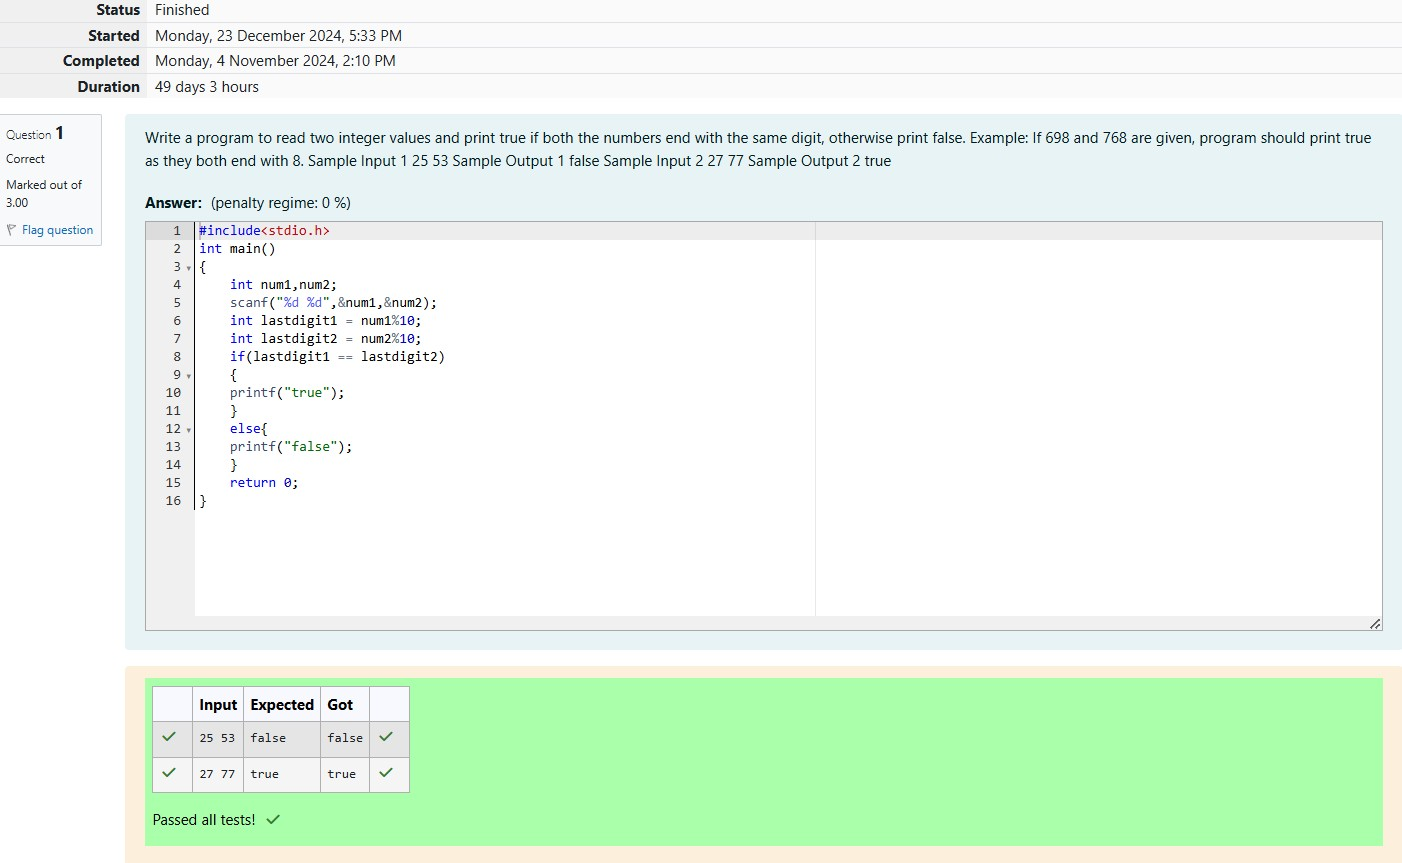 Status Finished
Started Monday, 23 December 2024, 5:33 PM
Completed Monday, 4 November 2024, 2:10 PM
Duration 49 days 3 hours
Question 1
Correct
Marked out of
3.00
Flag question
Write a program to read two integer values and print true if both the numbers end with the same digit, otherwise print false. Example: If 698 and 768 are given, program should print true
as they both end with 8. Sample Input 1 25 53 Sample Output 1 false Sample Input 2 27 77 Sample Output 2 true
Answer: (penalty regime: 0 %)
1 #include<stdio.h>
2 int main()
3 {
4 int num1,num2;
5 scanf("%d %d",&num1,&num2);
6 int lastdigit1 = num1%10;
7 int lastdigit2 = num2%10;
8 if(lastdigit1 == lastdigit2)
9 {
10 printf("true");
11 }
12 else{
13 printf("false");
14 }
15 return 0;
16 }
Input Expected Got
25 53 false false
27 77 true true
Passed all tests!